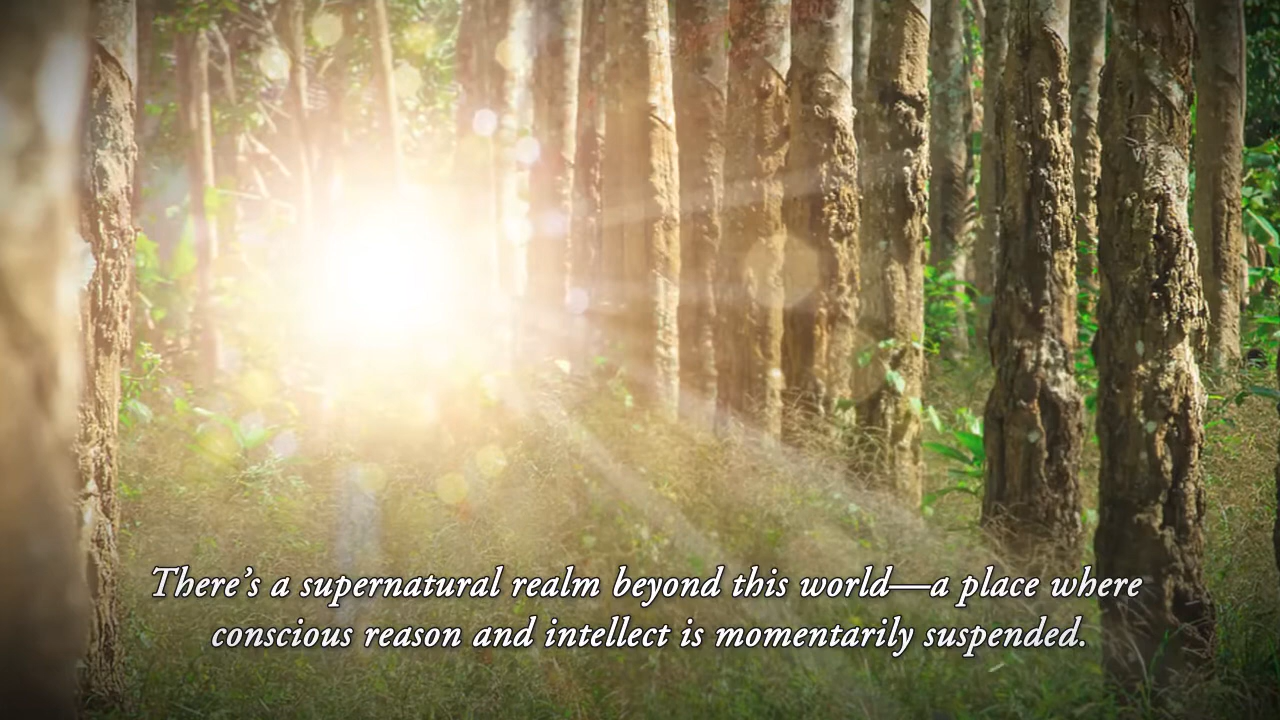 There’s a supernatural realm beyond this world—a place where
conscious reason and intellect is momentarily suspended.